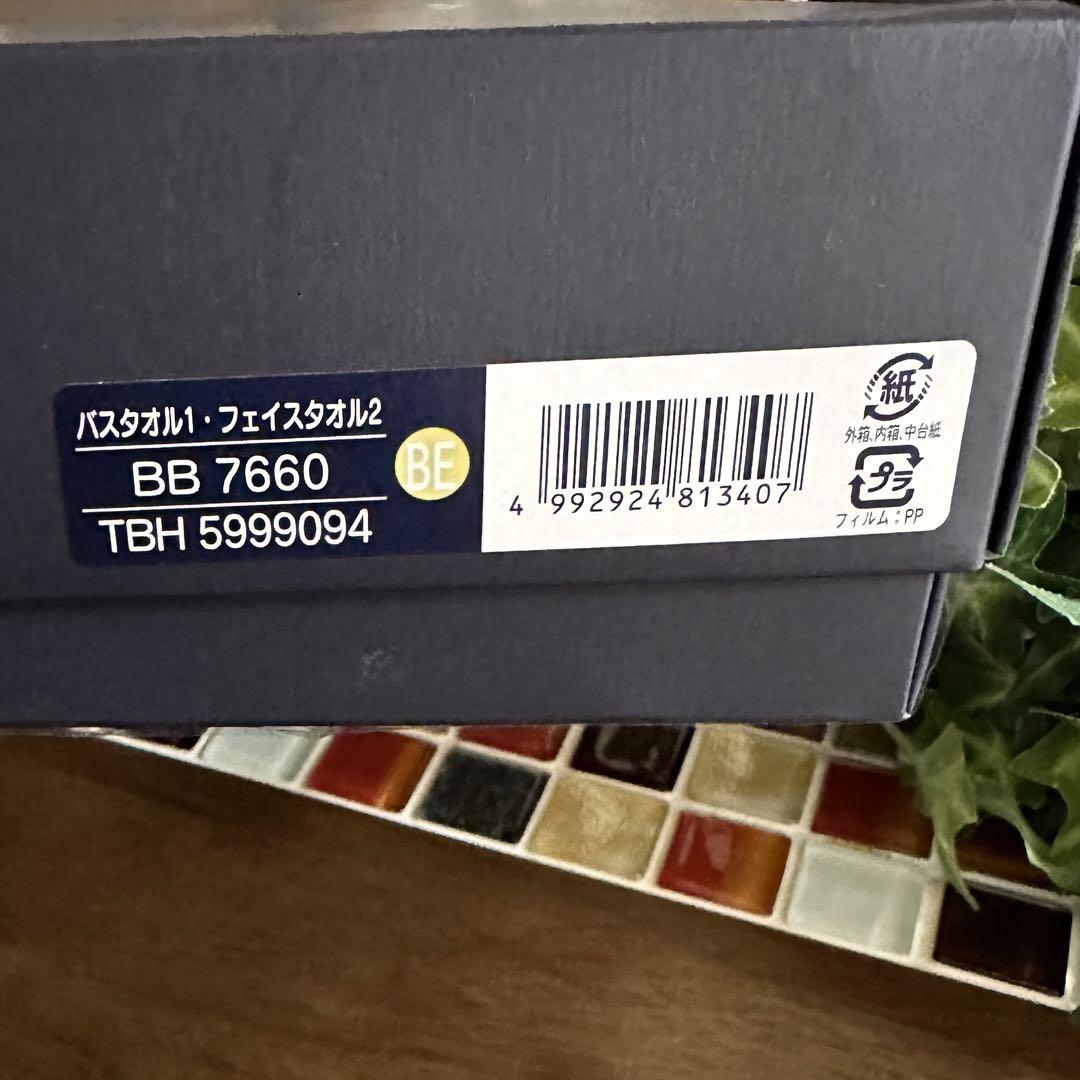 バスタオル1・フェイスタオル2
BB 7660
TBH 5999094
BE
4 992924 813407
紙
外箱、内箱、中台紙
プラ
フィルム：PP